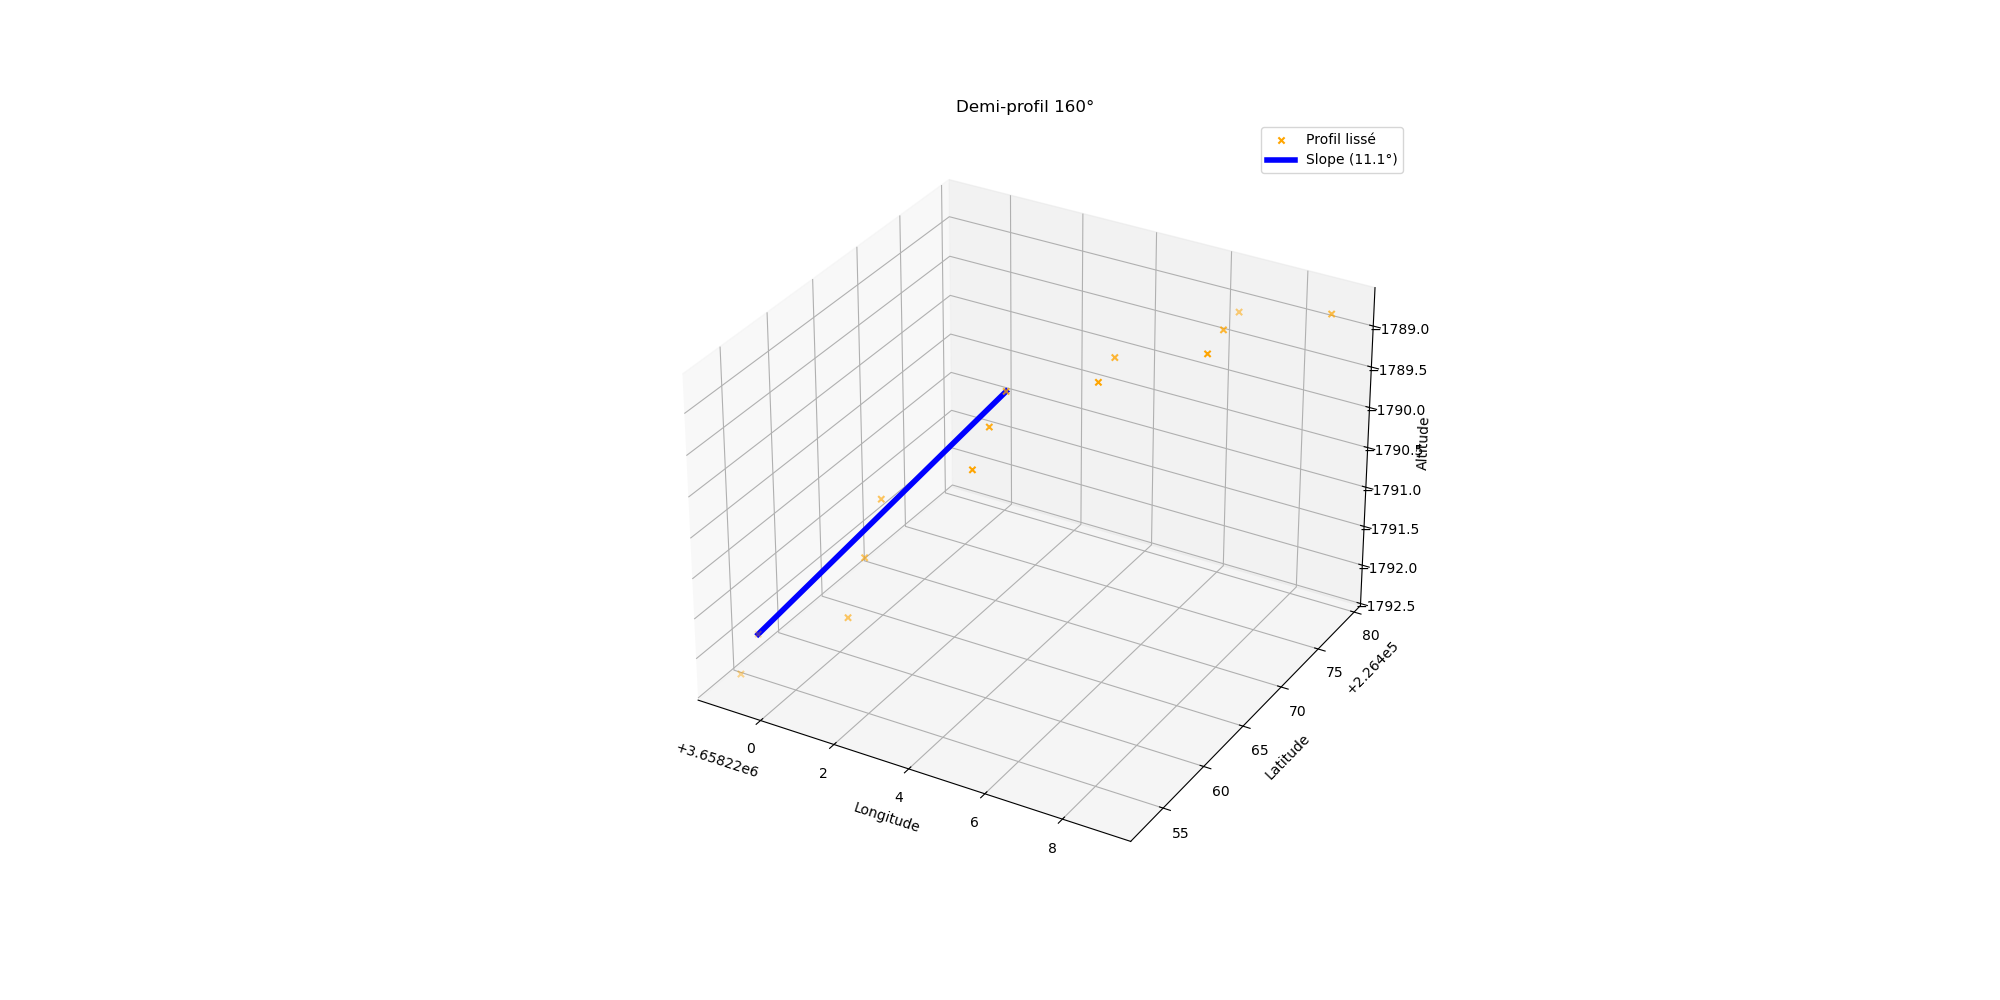 Demi-profil 160°
Profil lissé
Slope (11.1°)
−1789.0
−1789.5
−1790.0
−1790.5
−1791.0
−1791.5
−1792.0
−1792.5
Altitude
80
75
70
65
60
55
+2.264e5
Latitude
0
2
4
6
8
+3.65822e6
Longitude